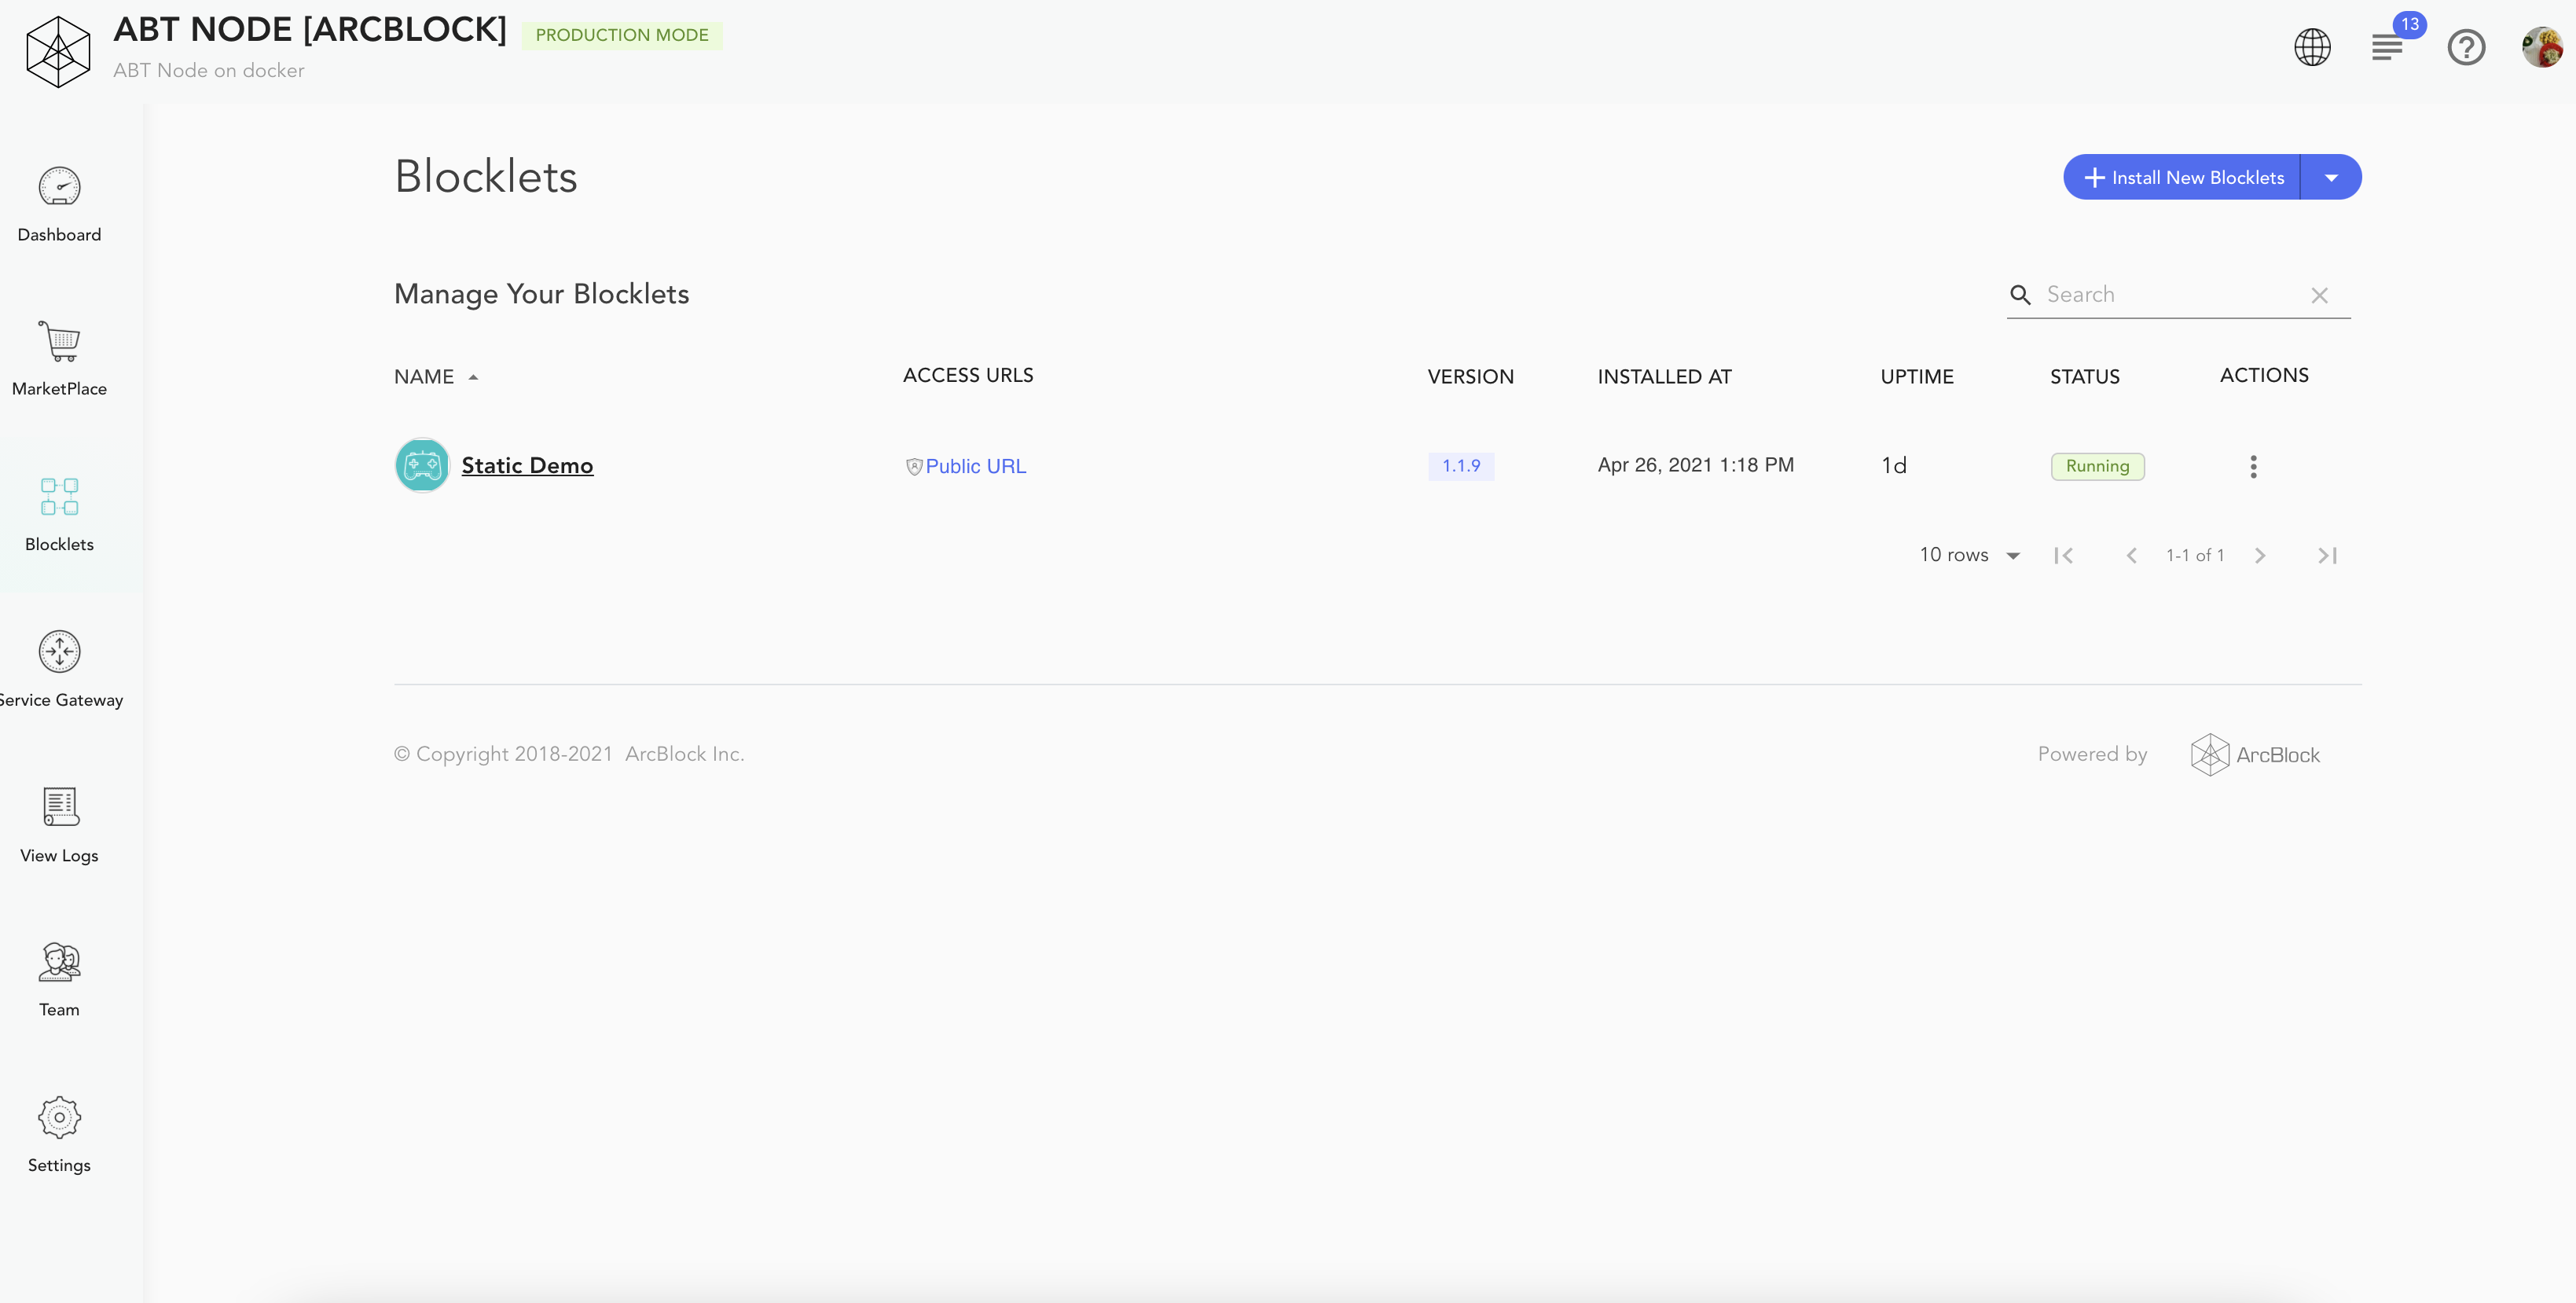 ABT NODE [ARCBLOCK]
PRODUCTION MODE
ABT Node on docker
13
Dashboard
MarketPlace
Blocklets
Service Gateway
View Logs
Team
Settings
Blocklets
Install New Blocklets
Manage Your Blocklets
Search
NAME ACCESS URLS VERSION INSTALLED AT UPTIME STATUS ACTIONS
Static Demo Public URL 1.1.9 Apr 26, 2021 1:18 PM 1d Running
10 rows 1-1 of 1
© Copyright 2018-2021 ArcBlock Inc.
Powered by ArcBlock